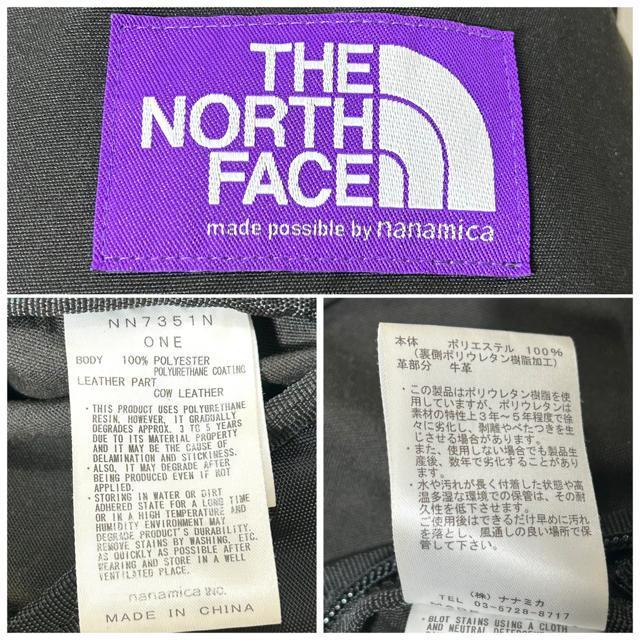 THE
NORTH
FACE
made possible by nanamica
NN7351N
ONE
BODY 100% POLYESTER
POLYURETHANE COATING
LEATHER PART
COW LEATHER
・THIS PRODUCT USES POLYURETHANE
RESIN. HOWEVER, IT GRADUALLY
DEGRADES APPROX. 3 TO 5 YEARS
DUE TO ITS MATERIAL PROPERTY
AND IT MAY BE THE CAUSE OF
DELAMINATION AND STICKINESS.
・ALSO, IT MAY DEGRADE AFTER
BEING PRODUCED EVEN IF NOT
APPLIED.
・STORING IN WATER OR DIRT
ADHERED STATE FOR A LONG TIME
OR IN A HIGH TEMPERATURE AND
HUMIDITY ENVIRONMENT MAY
DEGRADE PRODUCT'S DURABILITY.
REMOVE STAINS BY WASHING, ETC.
AS QUICKLY AS POSSIBLE AFTER
WEARING AND STORE IN A WELL
VENTILATED PLACE.
nanamica INC.
MADE IN CHINA
本体 ポリエステル 100%
(裏側ポリウレタン樹脂加工)
革部分 牛革
・この製品はポリウレタン樹脂を使
用していますが、ポリウレタンは
素材の特性上3年~5年程度で徐
々に劣化し、剥離やべたつきを生
じさせる場合があります。
・また、使用しない場合でも製品生
産後、数年で劣化することがあり
ます。
・水や汚れが長く付着した状態や高
温多湿な環境での保管は、その耐
久性を低下させます。
ご使用後はできるだけ早めに汚れ
を落とし、風通しの良い場所で保
管して下さい。
(株) ナナミカ
TEL 03-6728-8717
・BLOT STAINS USING A CLOTH
AND NEUTRAL